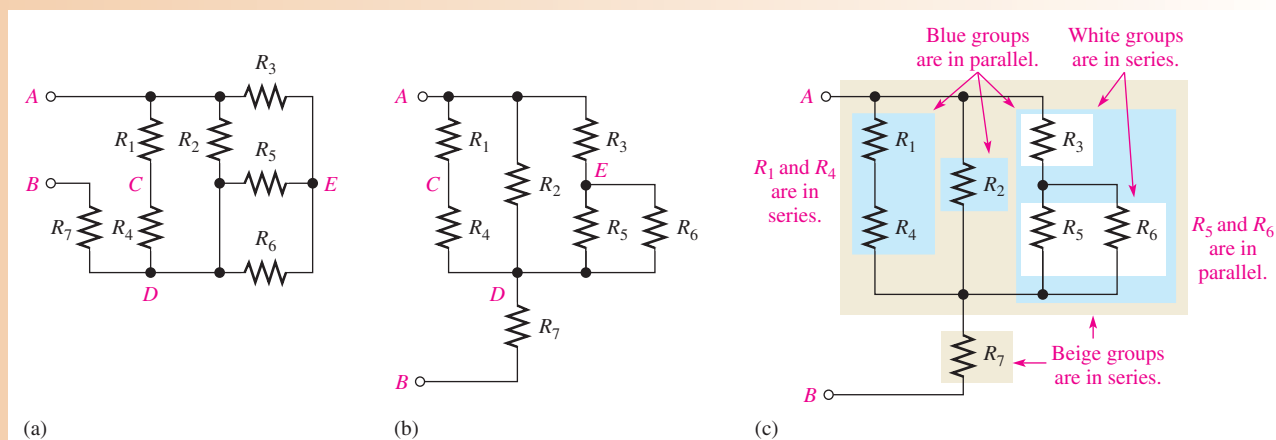 A
R3
R1
R2
R5
B
C
E
R7
R4
R6
D
(a)
A
R1
R3
C
E
R2
R4
R5
R6
D
R7
B
(b)
Blue groups
are in parallel.
White groups
are in series.
A
R3
R1
R1 and R4
are in
series.
R2
R4
R5
R6
R5 and R6
are in
parallel.
R7
Beige groups
are in series.
B
(c)